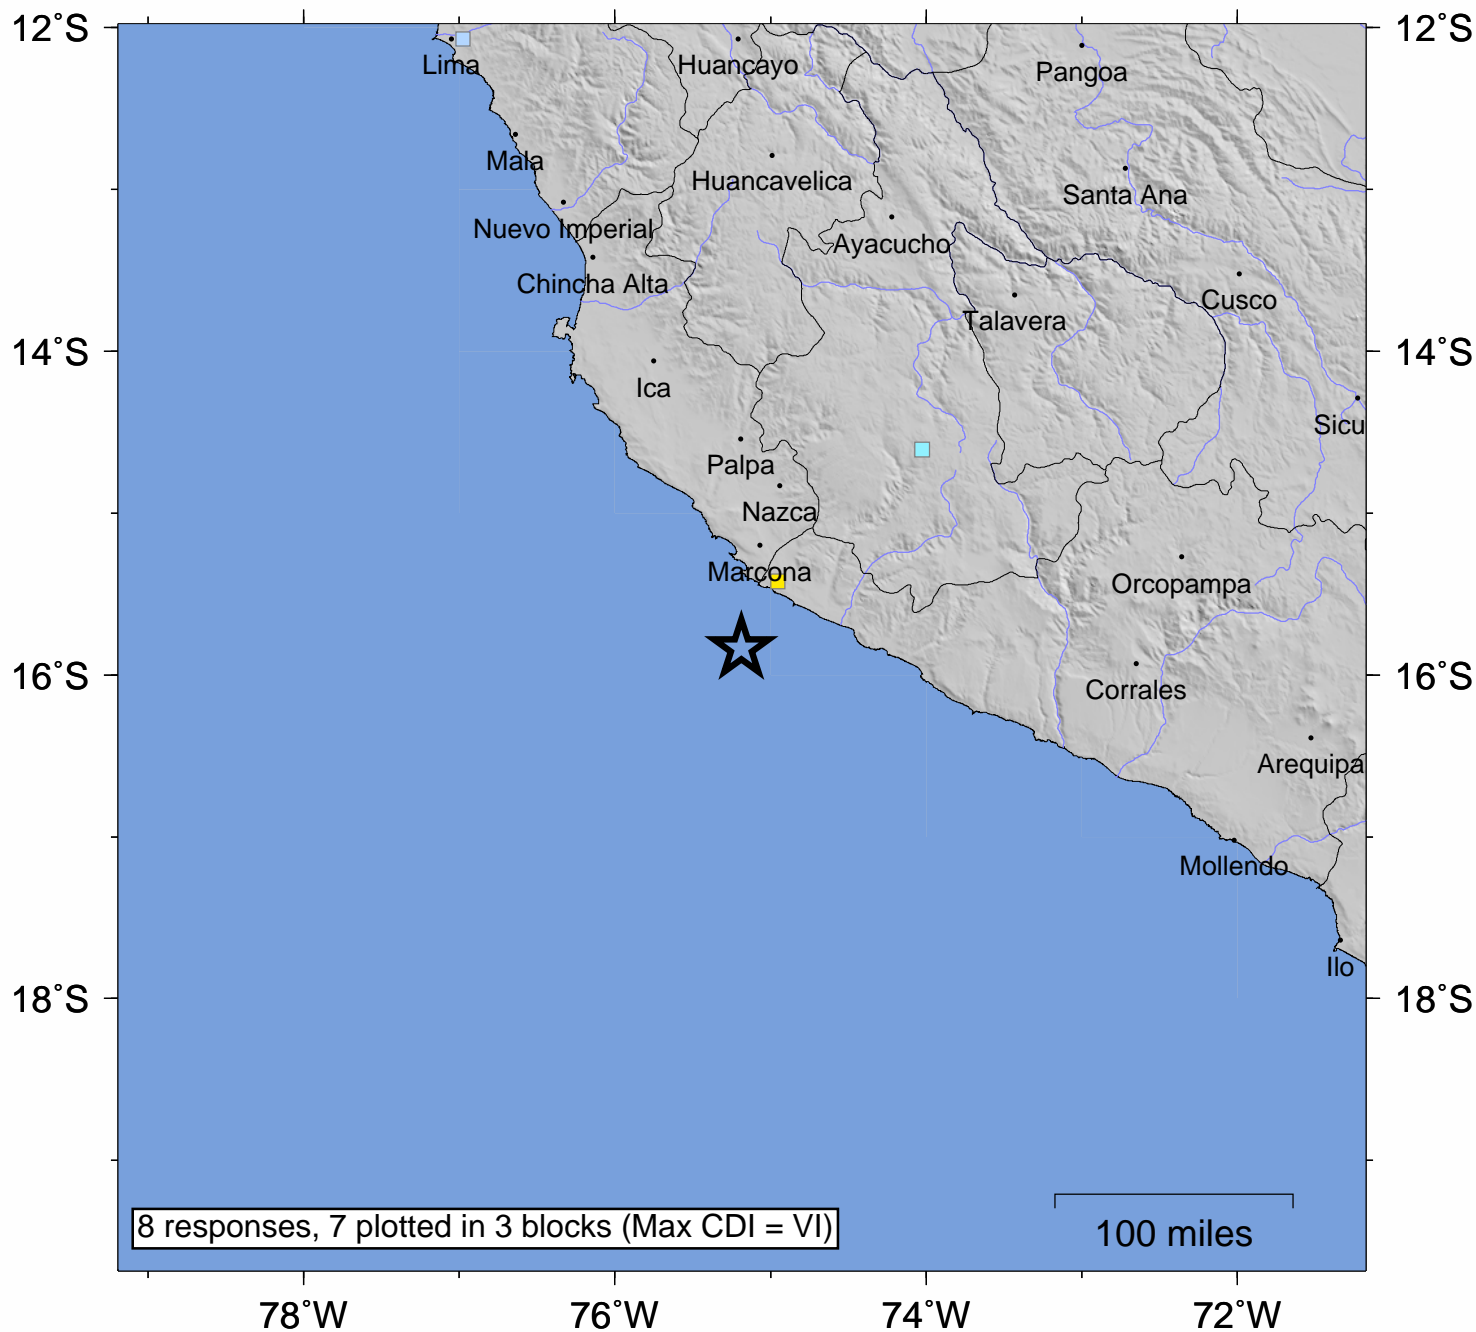 12˚S
12˚S
Lima
Huancayo
Pangoa
Mala
Huancavelica
Santa Ana
Nuevo Imperial
Ayacucho
Chincha Alta
Cusco
Talavera
14˚S
14˚S
Ica
Sicu
Palpa
Nazca
Marcona
Orcopampa
16˚S
16˚S
Corrales
Arequipa
Mollendo
Ilo
18˚S
18˚S
8 responses, 7 plotted in 3 blocks (Max CDI = VI)
100 miles
78˚W
76˚W
74˚W
72˚W